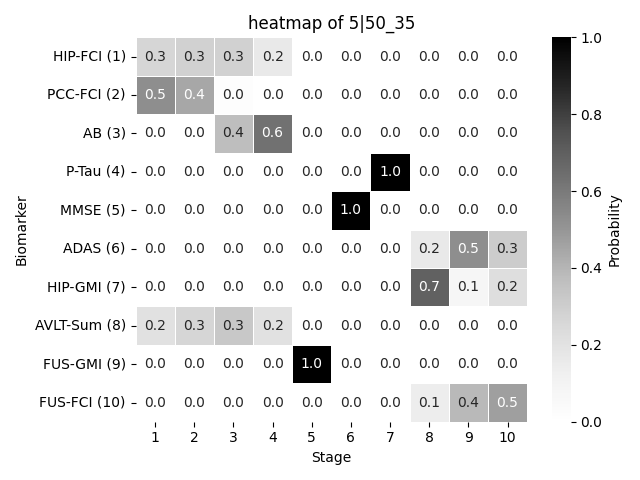 heatmap of 5|50_35
HIP-FCI (1) 0.3 0.3 0.3 0.2 0.0 0.0 0.0 0.0 0.0 0.0
PCC-FCI (2) 0.5 0.4 0.0 0.0 0.0 0.0 0.0 0.0 0.0 0.0
AB (3) 0.0 0.0 0.4 0.6 0.0 0.0 0.0 0.0 0.0 0.0
P-Tau (4) 0.0 0.0 0.0 0.0 0.0 0.0 1.0 0.0 0.0 0.0
MMSE (5) 0.0 0.0 0.0 0.0 0.0 1.0 0.0 0.0 0.0 0.0
ADAS (6) 0.0 0.0 0.0 0.0 0.0 0.0 0.0 0.2 0.5 0.3
HIP-GMI (7) 0.0 0.0 0.0 0.0 0.0 0.0 0.0 0.7 0.1 0.2
AVLT-Sum (8) 0.2 0.3 0.3 0.2 0.0 0.0 0.0 0.0 0.0 0.0
FUS-GMI (9) 0.0 0.0 0.0 0.0 1.0 0.0 0.0 0.0 0.0 0.0
FUS-FCI (10) 0.0 0.0 0.0 0.0 0.0 0.0 0.0 0.1 0.4 0.5
1 2 3 4 5 6 7 8 9 10
Stage
Biomarker
1.0
0.8
0.6
0.4
0.2
0.0
Probability